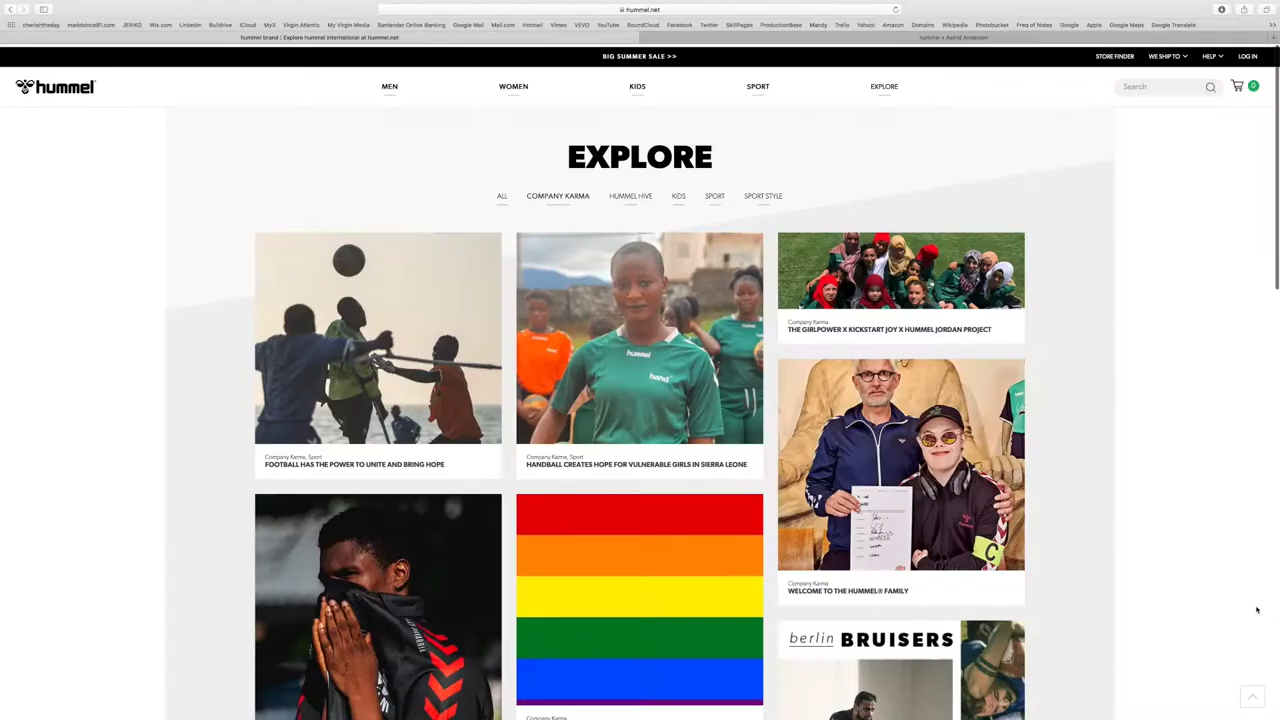 hummel.net
cherishtheday maddsince81.com JERIKO Wix.com LinkedIn Buildrive iCloud My3 Virgin Atlantic My Virgin Media Santander Online Banking Google Mail Mail.com Hotmail Vimeo VEVO YouTube SoundCloud Facebook Twitter SkillPages ProductionBase Mandy Trello Yahoo! Amazon Domains Wikipedia Photobucket Freq of Notes Google Apple Google Maps Google Translate
hummel brand | Explore hummel international at hummel.net
hummel x Astrid Andersen
BIG SUMMER SALE >>
STORE FINDER WE SHIP TO HELP LOG IN
hummel
MEN WOMEN KIDS SPORT EXPLORE
Search
0
EXPLORE
ALL COMPANY KARMA HUMMEL HIVE KIDS SPORT SPORT STYLE
hummel
hand
Company Karma, Sport
FOOTBALL HAS THE POWER TO UNITE AND BRING HOPE
Company Karma, Sport
HANDBALL CREATES HOPE FOR VULNERABLE GIRLS IN SIERRA LEONE
Company Karma
THE GIRLPOWER X KICKSTART JOY X HUMMEL JORDAN PROJECT
C
Company Karma
WELCOME TO THE HUMMEL® FAMILY
berlin BRUISERS
Company Karma